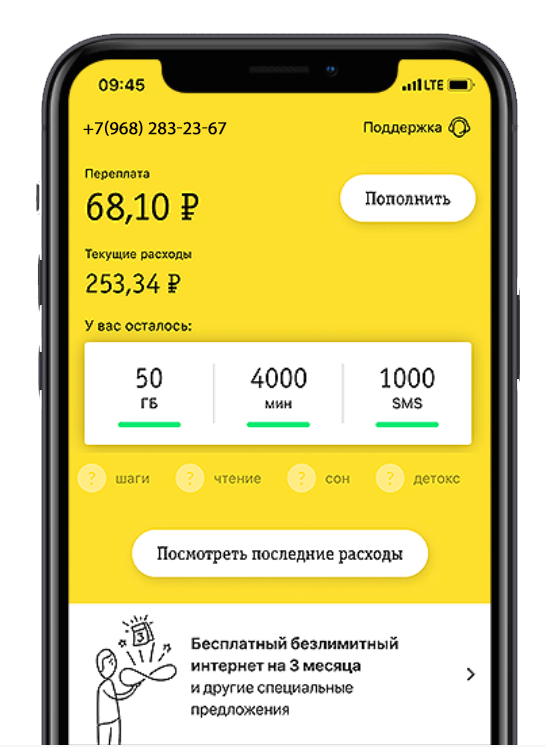 09:45
LTE
+7(968) 283-23-67
Поддержка
Переплата
68,10 ₽
Пополнить
Текущие расходы
253,34 ₽
У вас осталось:
50 4000 1000
ГБ мин SMS
? шаги ? чтение ? сон ? детокс
Посмотреть последние расходы
3
Бесплатный безлимитный
интернет на 3 месяца
и другие специальные
предложения